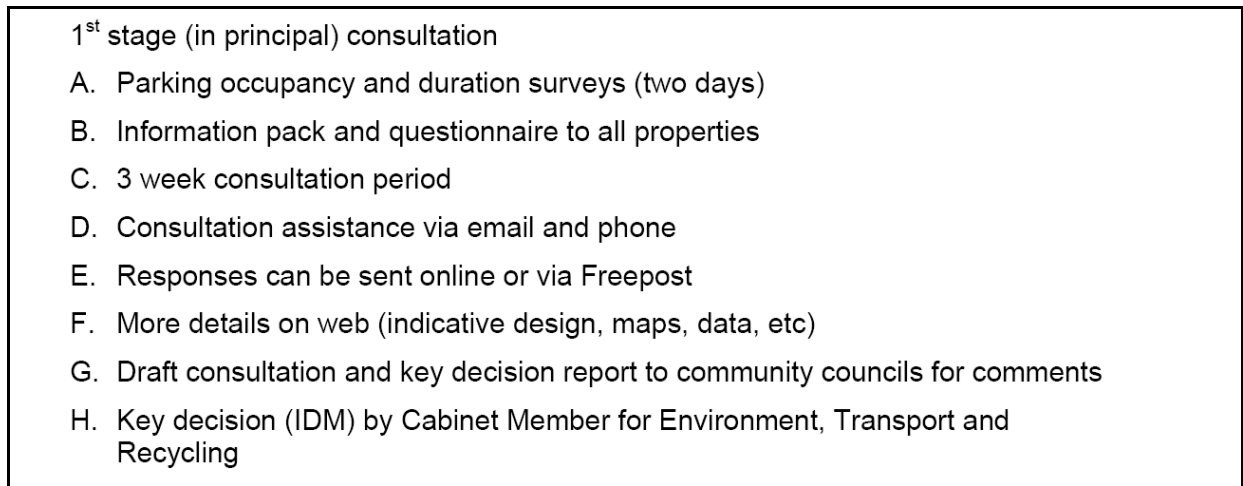 1st stage (in principal) consultation
A. Parking occupancy and duration surveys (two days)
B. Information pack and questionnaire to all properties
C. 3 week consultation period
D. Consultation assistance via email and phone
E. Responses can be sent online or via Freepost
F. More details on web (indicative design, maps, data, etc)
G. Draft consultation and key decision report to community councils for comments
H. Key decision (IDM) by Cabinet Member for Environment, Transport and
Recycling